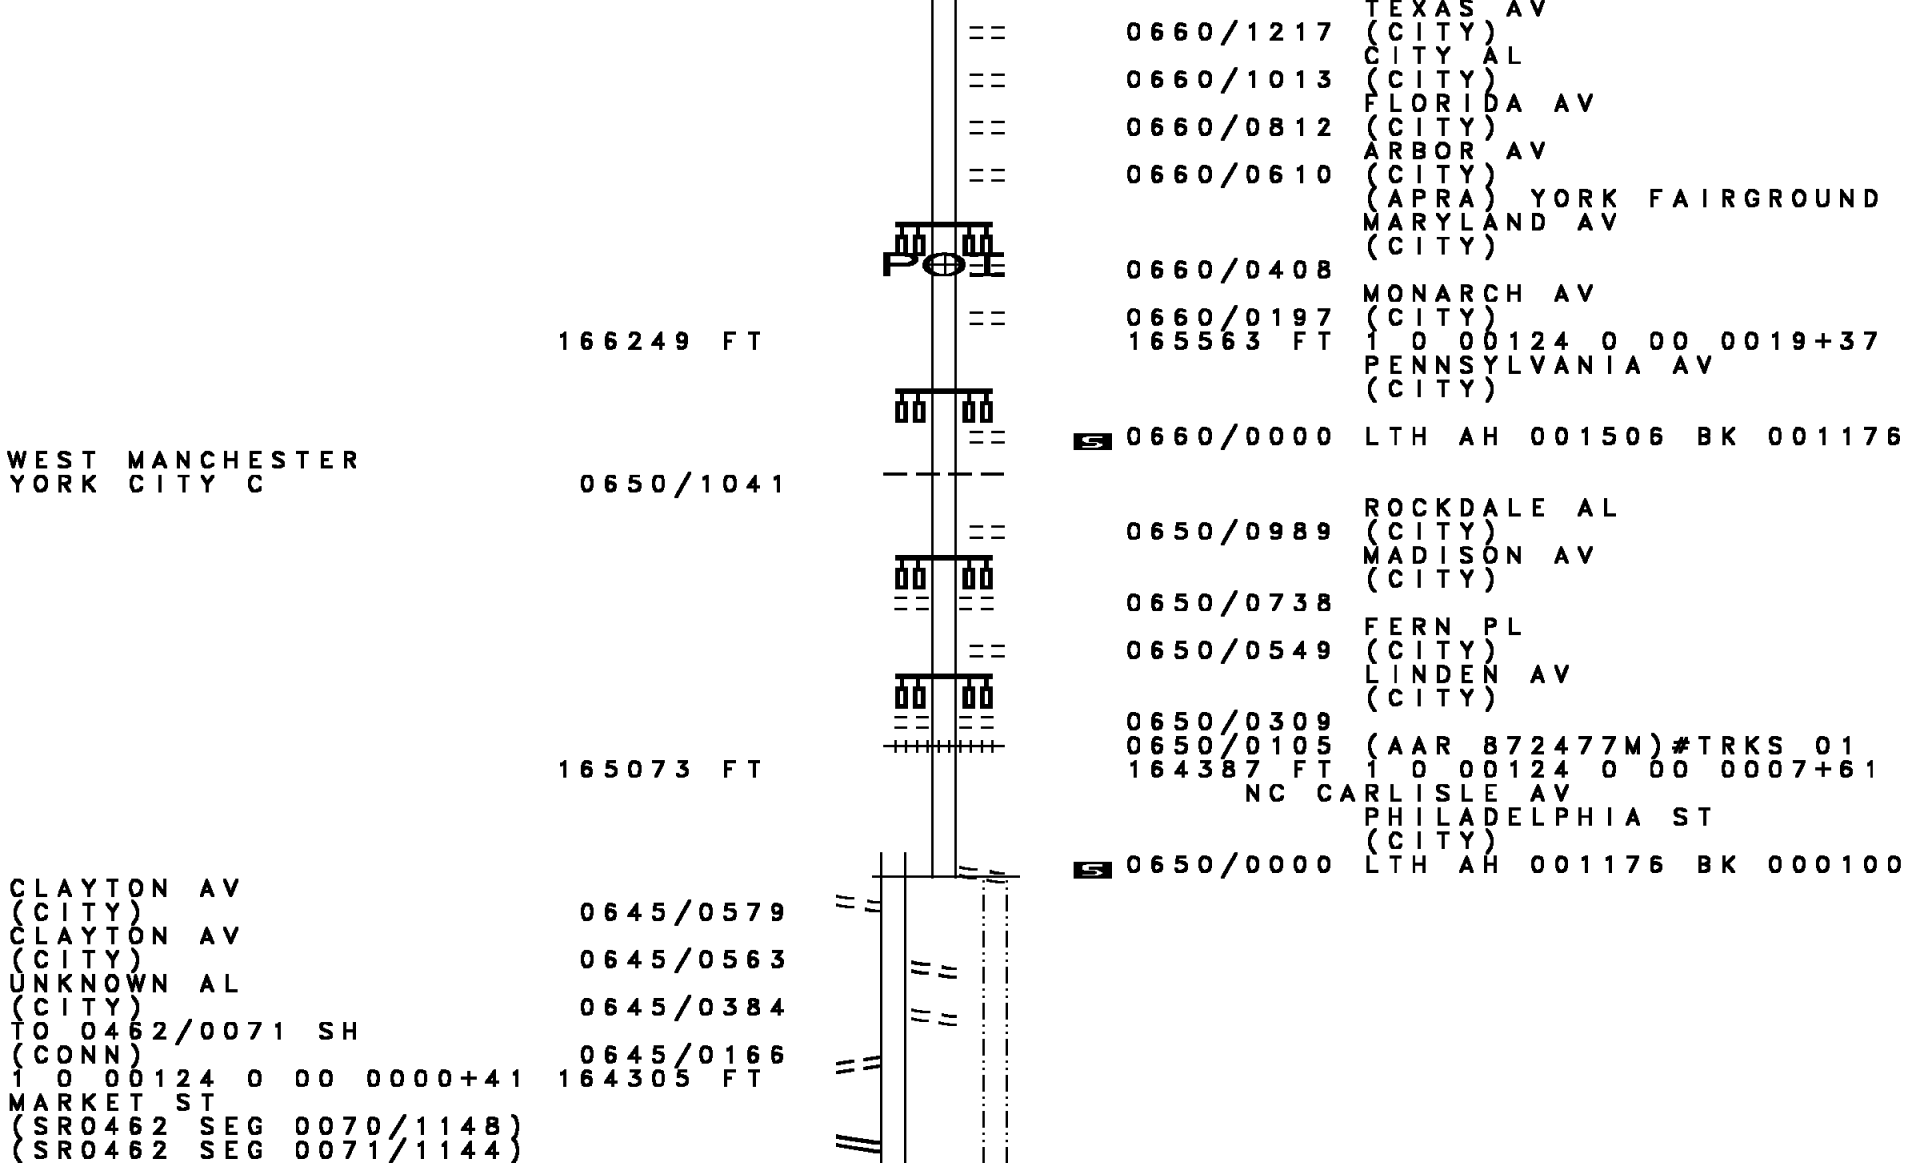 TEXAS AV
0660/1217 (CITY)
CITY AL
0660/1013 (CITY)
FLORIDA AV
0660/0812 (CITY)
ARBOR AV
0660/0610 (CITY)
(APRA) YORK FAIRGROUND
MARYLAND AV
(CITY)
POT 0660/0408
MONARCH AV
0660/0197 (CITY)
166249 FT 165563 FT 1 0 00124 0 00 0019+37
PENNSYLVANIA AV
(CITY)
S 0660/0000 LTH AH 001506 BK 001176
WEST MANCHESTER
YORK CITY C 0650/1041
ROCKDALE AL
0650/0989 (CITY)
MADISON AV
(CITY)
0650/0738
FERN PL
0650/0549 (CITY)
LINDEN AV
(CITY)
0650/0309
0650/0105 (AAR 872477M)#TRKS 01
165073 FT 164387 FT 1 0 00124 0 00 0007+61
NC CARLISLE AV
PHILADELPHIA ST
(CITY)
S 0650/0000 LTH AH 001176 BK 000100
CLAYTON AV
(CITY) 0645/0579
CLAYTON AV
(CITY) 0645/0563
UNKNOWN AL
(CITY) 0645/0384
TO 0462/0071 SH
(CONN) 0645/0166
1 0 00124 0 00 0000+41 164305 FT
MARKET ST
(SR0462 SEG 0070/1148)
(SR0462 SEG 0071/1144)